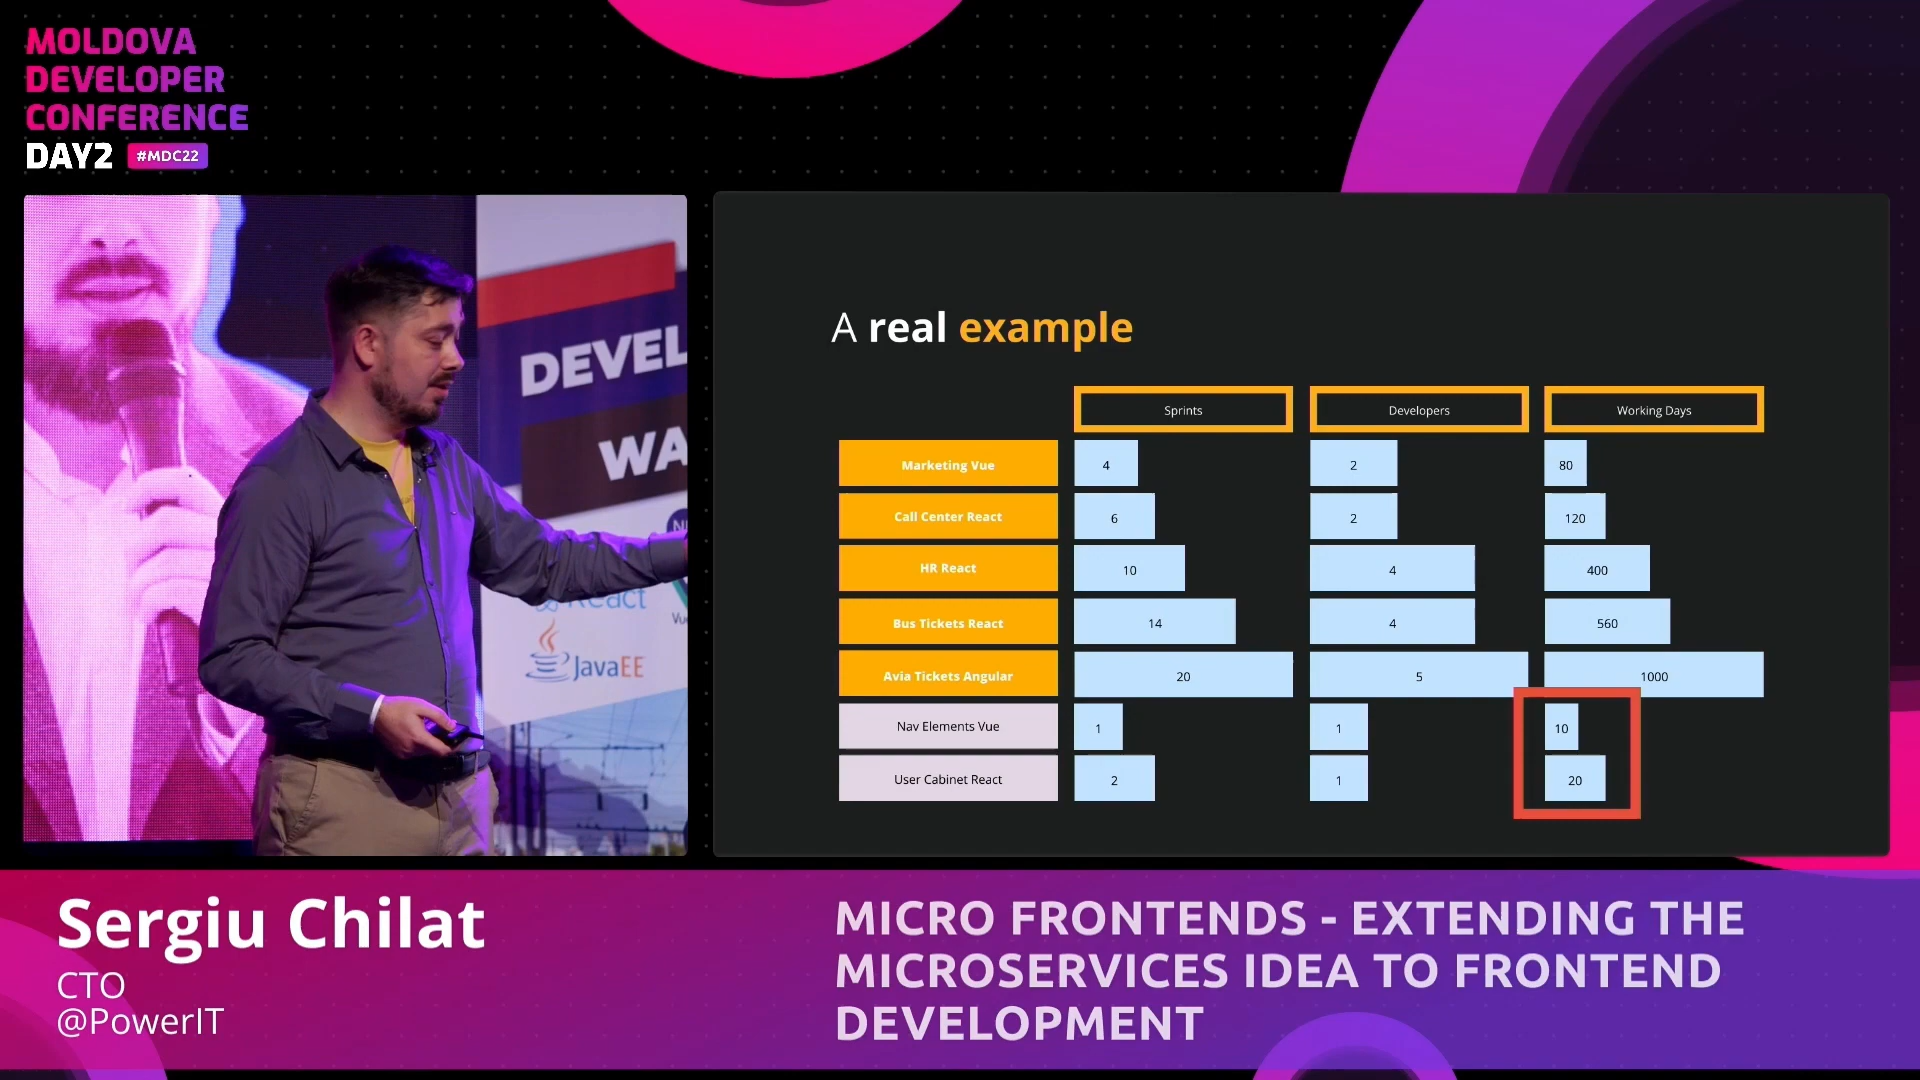 MOLDOVA
DEVELOPER
CONFERENCE
DAY2 #MDC22
DEVEL
WA
React
JavaEE
A real example
Sprints Developers Working Days
Marketing Vue 4 2 80
Call Center React 6 2 120
HR React 10 4 400
Bus Tickets React 14 4 560
Avia Tickets Angular 20 5 1000
Nav Elements Vue 1 1 10
User Cabinet React 2 1 20
Sergiu Chilat
CTO
@PowerIT
MICRO FRONTENDS - EXTENDING THE
MICROSERVICES IDEA TO FRONTEND
DEVELOPMENT